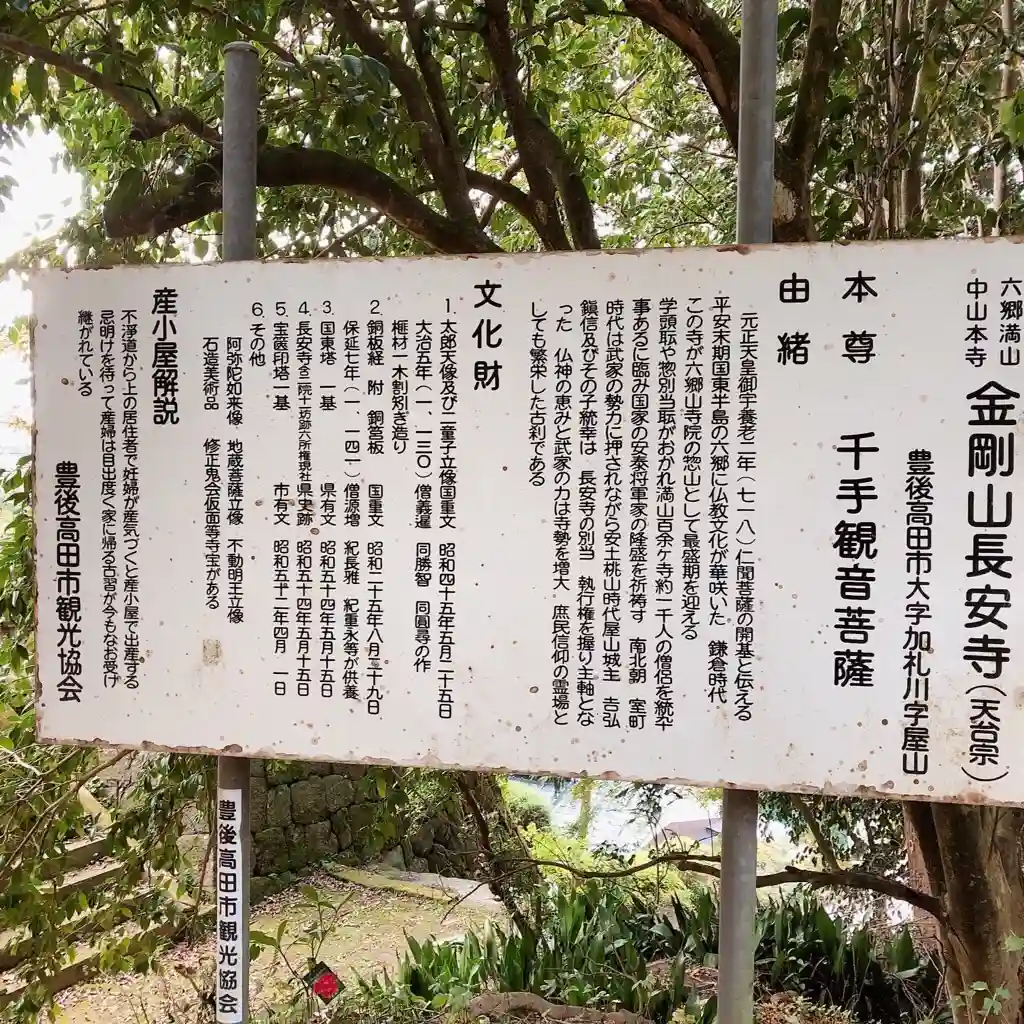 六郷満山
中山本寺
金剛山長安寺(天台宗)
豊後高田市大字加礼川字屋山
本尊 千手観音菩薩
由緒
元正天皇御宇養老二年(七一八)仁聞菩薩の開基と伝える
平安末期国東半島の六郷に仏教文化が華咲いた 鎌倉時代
この寺が六郷山寺院の惣山として最盛期を迎える
学頭職や惣別当職がおかれ満山百余ケ寺約一千人の僧侶を統卒
事あるに臨み国家の安泰将軍家の隆盛を祈祷す 南北朝 室町
時代は武家の勢力に押されながら安土桃山時代屋山城主 吉弘
鎮信及びその子統幸は 長安寺の別当 執行権を握り主軸とな
った 仏神の恵みと武家の力は寺勢を増大 庶民信仰の霊場と
しても繁栄した古刹である
文化財
1. 太郎天像及び二童子立像国重文 昭和四十五年五月二十五日
大治五年(一、一三〇)僧義暹 同勝智 同圓尋の作
榧材一木割矧ぎ造り
2. 銅板経 附 銅筥板 国重文 昭和二十五年八月二十九日
保延七年(一、一四一)僧源増 紀長雅 紀重永等が供養
3. 国東塔 一基 県有文 昭和五十四年五月十五日
4. 長安寺(含二院十二坊跡六所権現社)県史跡 昭和五十四年五月十五日
5. 宝篋印塔一基 市有文 昭和五十二年四月 一日
6. その他
阿弥陀如来像 地蔵菩薩立像 不動明王立像
石造美術品 修正鬼会仮面等寺宝がある
産小屋解説
不淨道から上の居住者で妊婦が産気づくと産小屋で出産する
忌明けを待って産婦は目出度く家に帰る古習が今もなお受け
継がれている
豊後高田市観光協会
豊後高田市観光協会